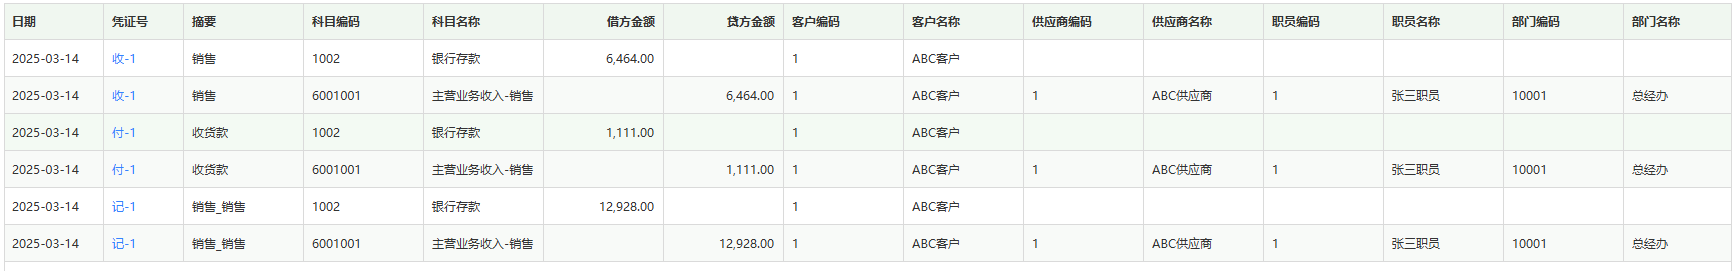 日期 凭证号 摘要 科目编码 科目名称 借方金额 贷方金额 客户编码 客户名称 供应商编码 供应商名称 职员编码 职员名称 部门编码 部门名称
2025-03-14 收-1 销售 1002 银行存款 6,464.00 1 ABC客户
2025-03-14 收-1 销售 6001001 主营业务收入-销售 6,464.00 1 ABC客户 1 ABC供应商 1 张三职员 10001 总经办
2025-03-14 付-1 收货款 1002 银行存款 1,111.00 1 ABC客户
2025-03-14 付-1 收货款 6001001 主营业务收入-销售 1,111.00 1 ABC客户 1 ABC供应商 1 张三职员 10001 总经办
2025-03-14 记-1 销售_销售 1002 银行存款 12,928.00 1 ABC客户
2025-03-14 记-1 销售_销售 6001001 主营业务收入-销售 12,928.00 1 ABC客户 1 ABC供应商 1 张三职员 10001 总经办